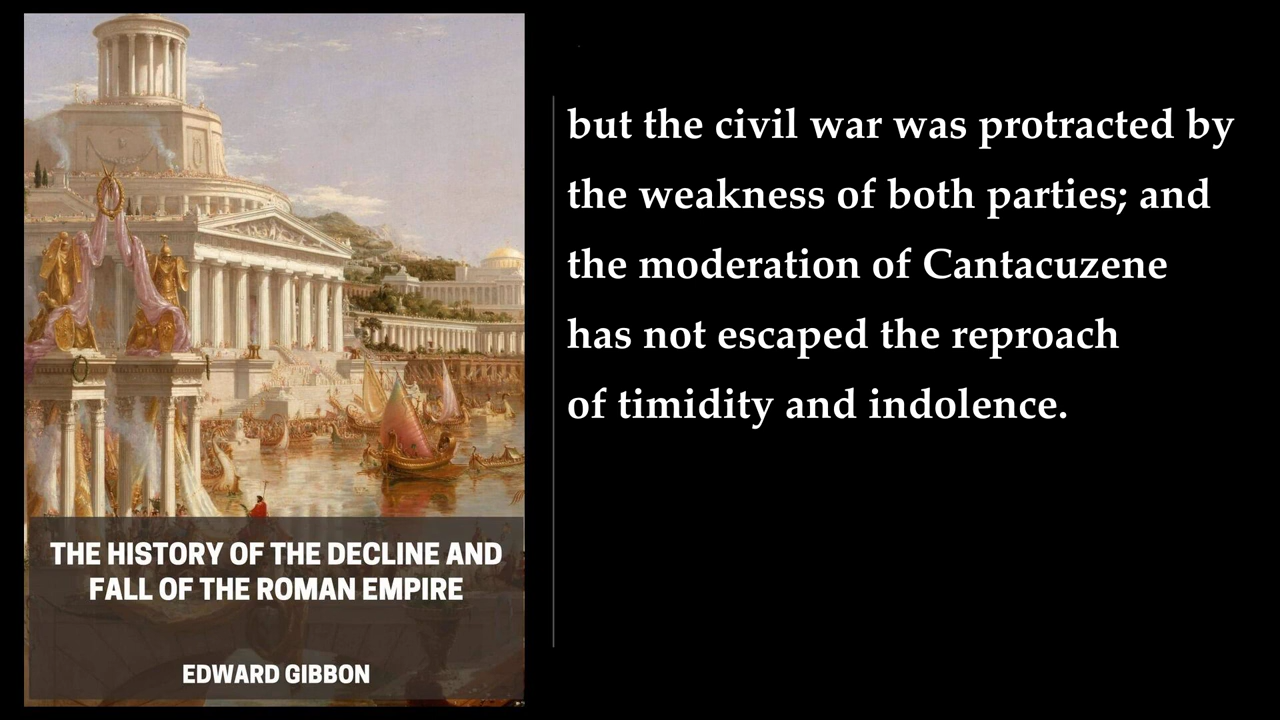 THE HISTORY OF THE DECLINE AND
FALL OF THE ROMAN EMPIRE
EDWARD GIBBON
but the civil war was protracted by
the weakness of both parties; and
the moderation of Cantacuzene
has not escaped the reproach
of timidity and indolence.